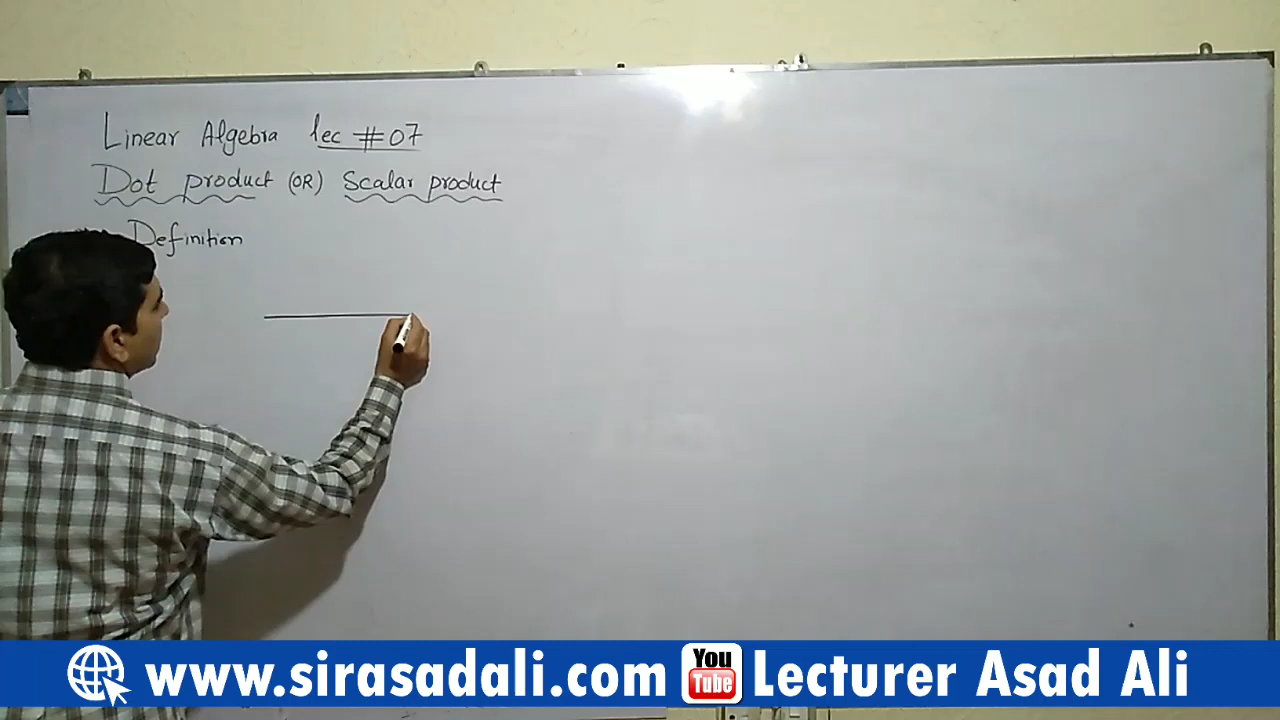 Linear Algebra lec #07
Dot product (OR) Scalar product
Definition
www.sirasadali.com You Tube Lecturer Asad Ali